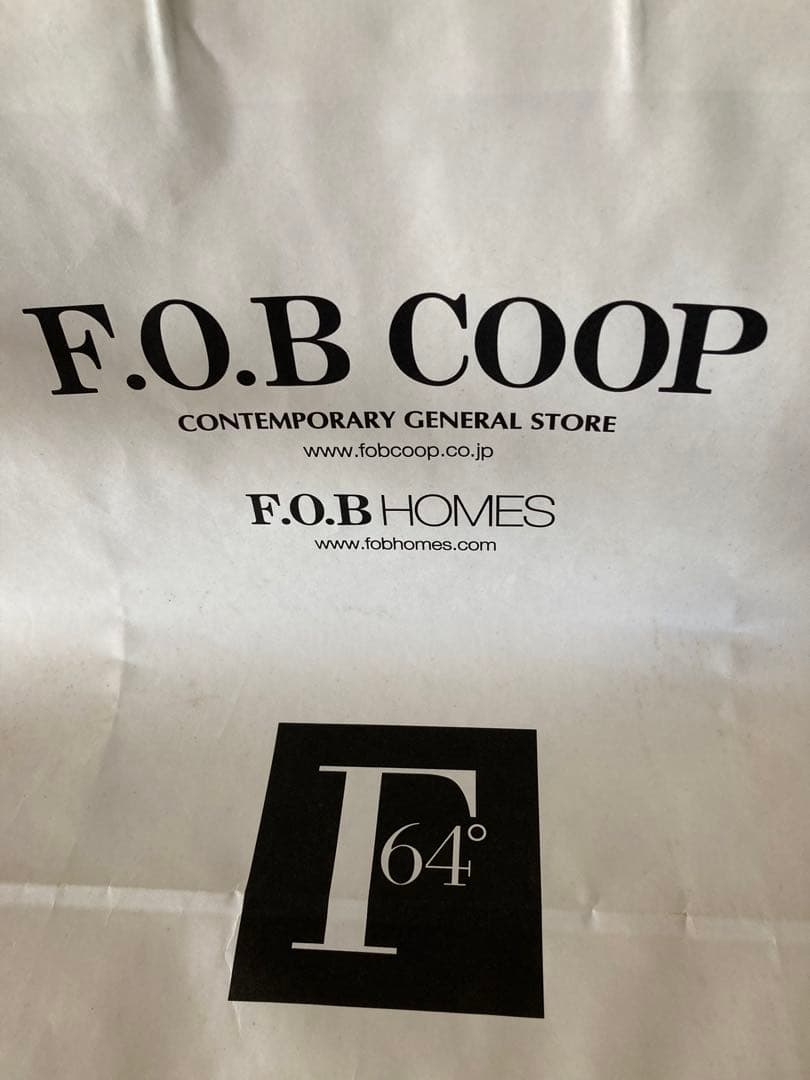 F.O.B COOP
CONTEMPORARY GENERAL STORE
www.fobcoop.co.jp
F.O.B HOMES
www.fobhomes.com
F
64°